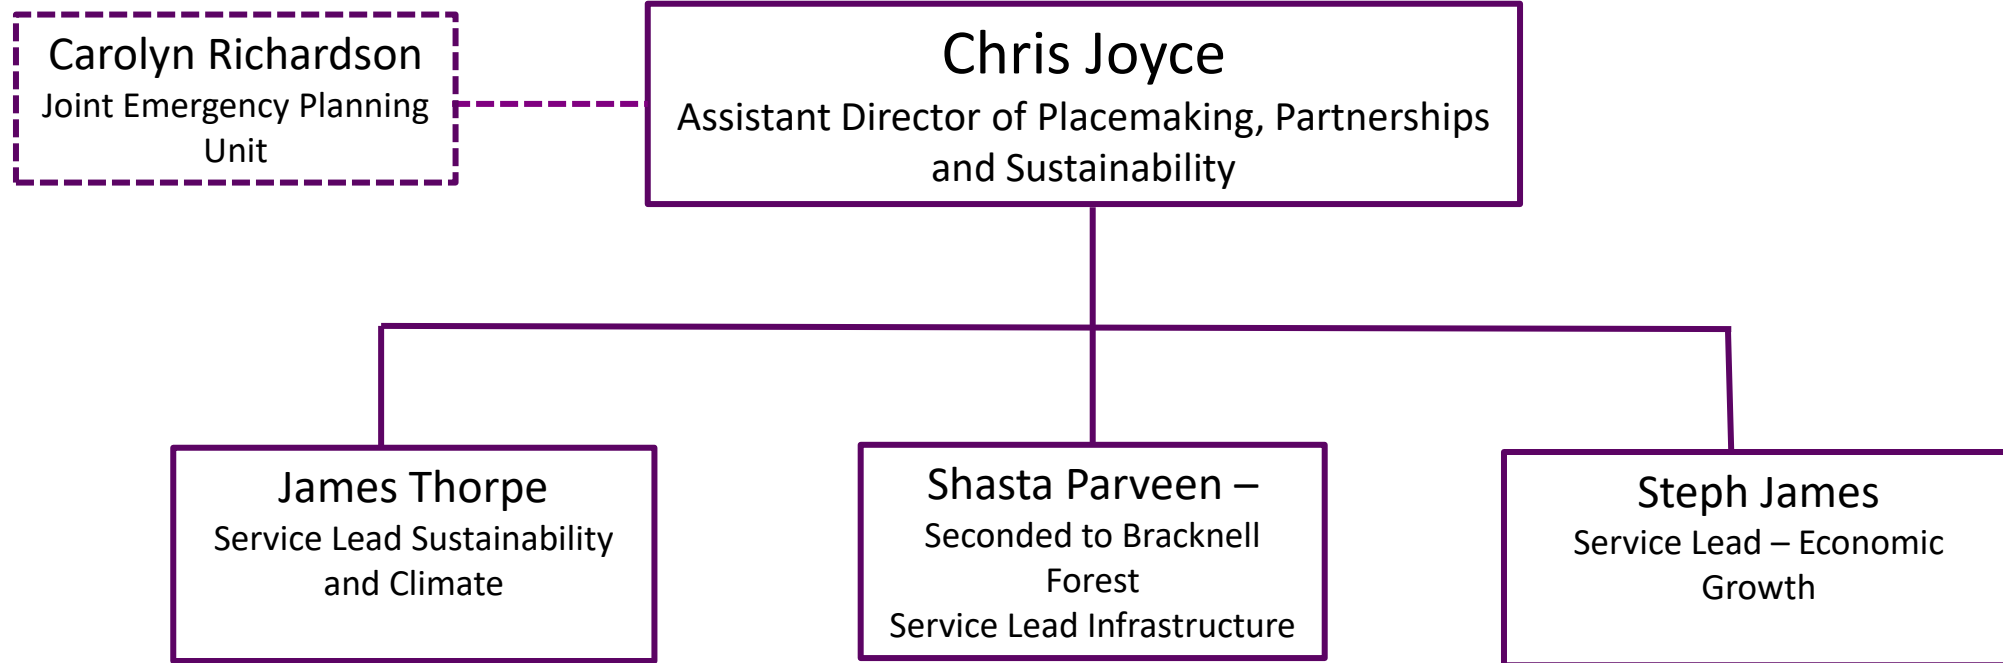 Carolyn Richardson
Joint Emergency Planning
Unit
Chris Joyce
Assistant Director of Placemaking, Partnerships
and Sustainability
James Thorpe
Service Lead Sustainability
and Climate
Shasta Parveen –
Seconded to Bracknell
Forest
Service Lead Infrastructure
Steph James
Service Lead – Economic
Growth